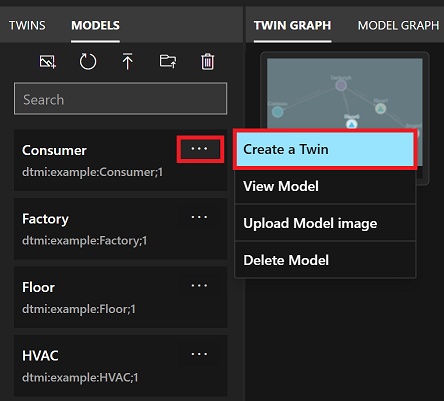 TWINS MODELS TWIN GRAPH MODEL GRAPH
Search
Consumer ...
dtmi:example:Consumer;1
Create a Twin
View Model
Upload Model image
Delete Model
Factory ...
dtmi:example:Factory;1
Floor ...
dtmi:example:Floor;1
HVAC ...
dtmi:example:HVAC;1